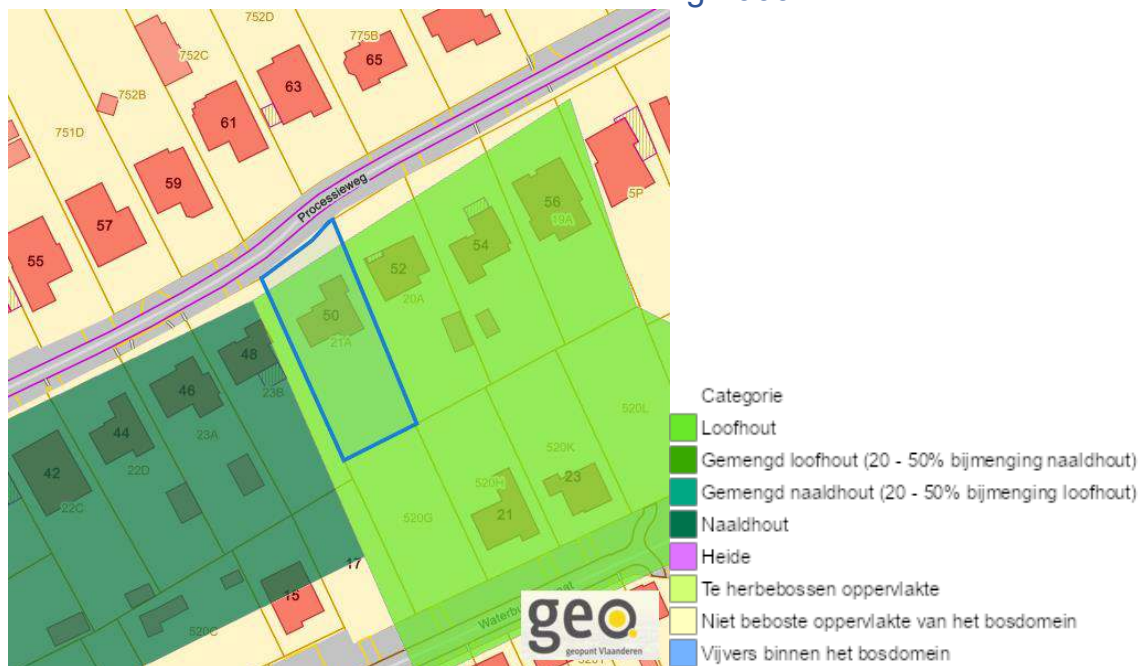 752D
775B
65
752C
63
752B
61
751D
59
57
55
Processieweg
5P
56
19A
54
52
20A
50
21A
48
23B
46
23A
44
22D
42
22C
520L
520K
23
520H
21
520G
17
15
520C
geo
geopunt Vlaanderen
Categorie
Loofhout
Gemengd loofhout (20 - 50% bijmenging naaldhout)
Gemengd naaldhout (20 - 50% bijmenging loofhout)
Naaldhout
Heide
Te herbebossen oppervlakte
Niet beboste oppervlakte van het bosdomein
Vijvers binnen het bosdomein